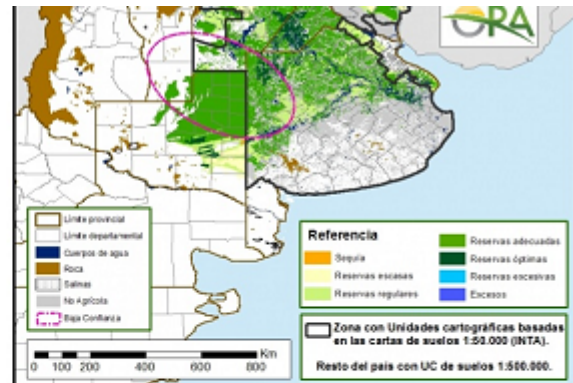 ORA
Límite provincial
Límite departamental
Cuerpos de agua
Roca
Salinas
No Agrícola
Baja Confianza
Km
0 100 200 400 600 800
Referencia
Sequía
Reservas escasas
Reservas regulares
Reservas adecuadas
Reservas óptimas
Reservas excesivas
Excesos
Zona con Unidades cartográficas basadas
en las cartas de suelos 1:50.000 (INTA).
Resto del país con UC de suelos 1:500.000.